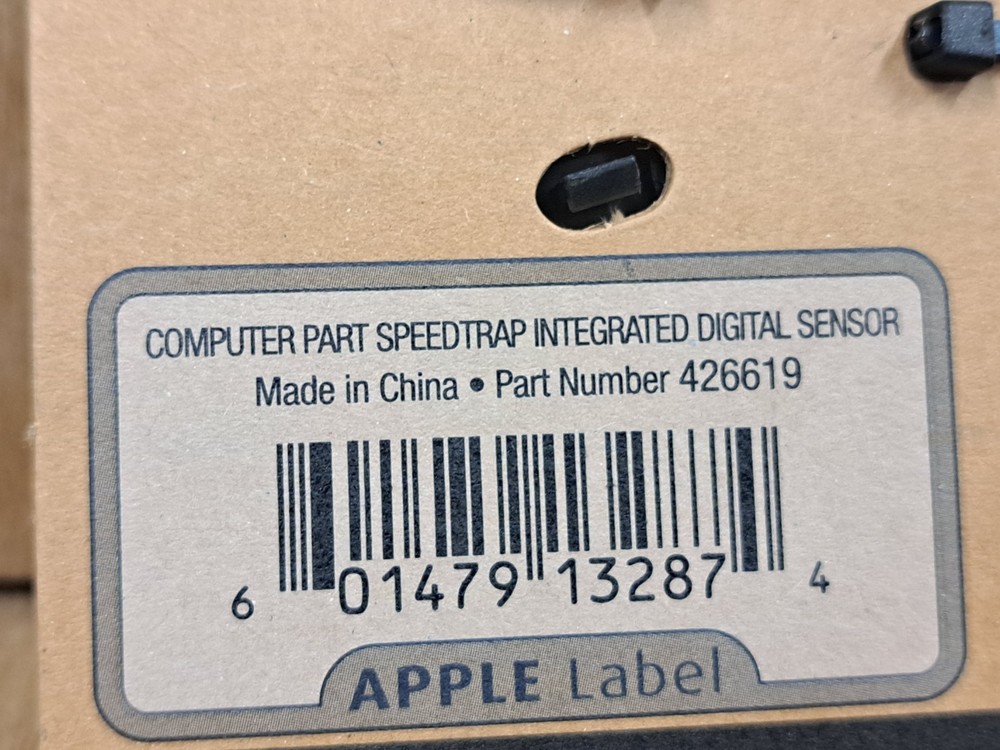 COMPUTER PART SPEEDTRAP INTEGRATED DIGITAL SENSOR
Made in China • Part Number 426619
6 01479 13287 4
APPLE Label